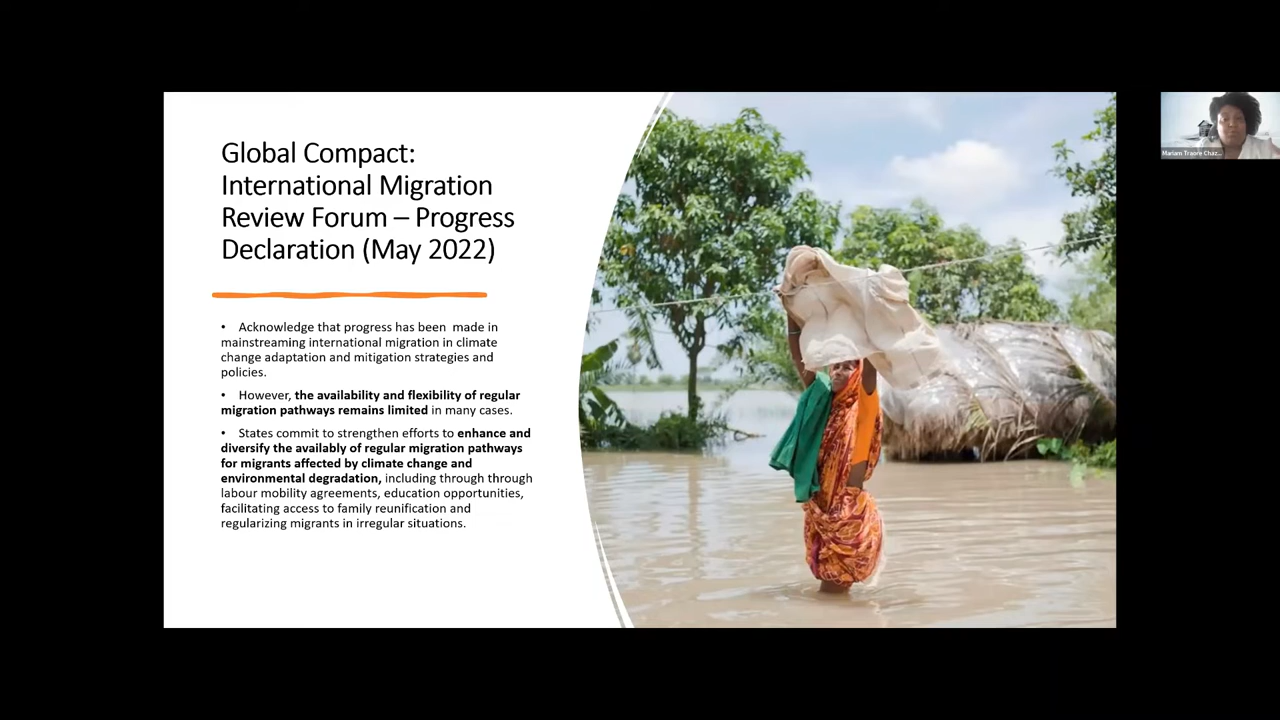 Global Compact:
International Migration
Review Forum – Progress
Declaration (May 2022)
• Acknowledge that progress has been made in
mainstreaming international migration in climate
change adaptation and mitigation strategies and
policies.
• However, the availability and flexibility of regular
migration pathways remains limited in many cases.
• States commit to strengthen efforts to enhance and
diversify the availably of regular migration pathways
for migrants affected by climate change and
environmental degradation, including through through
labour mobility agreements, education opportunities,
facilitating access to family reunification and
regularizing migrants in irregular situations.
Mariam Traore Chaz...